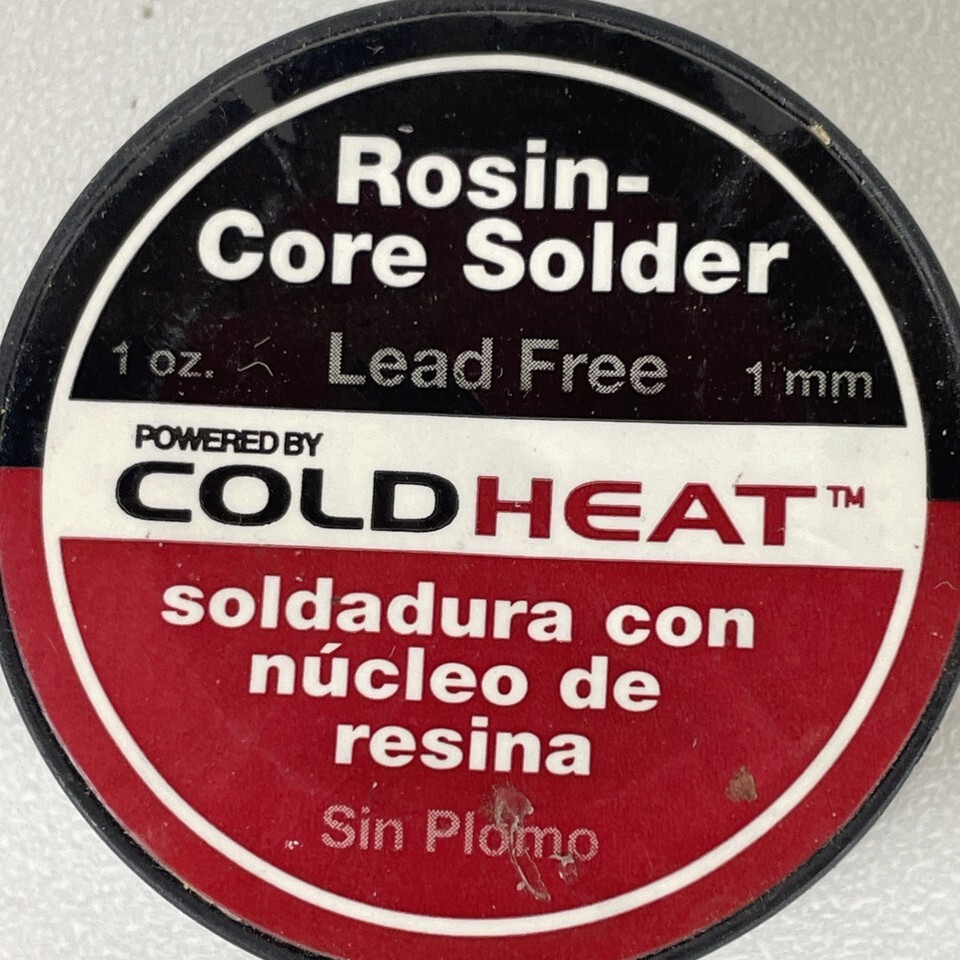 Rosin-
Core Solder
1 oz. Lead Free 1 mm
POWERED BY
COLDHEAT™
soldadura con
núcleo de
resina
Sin Plomo